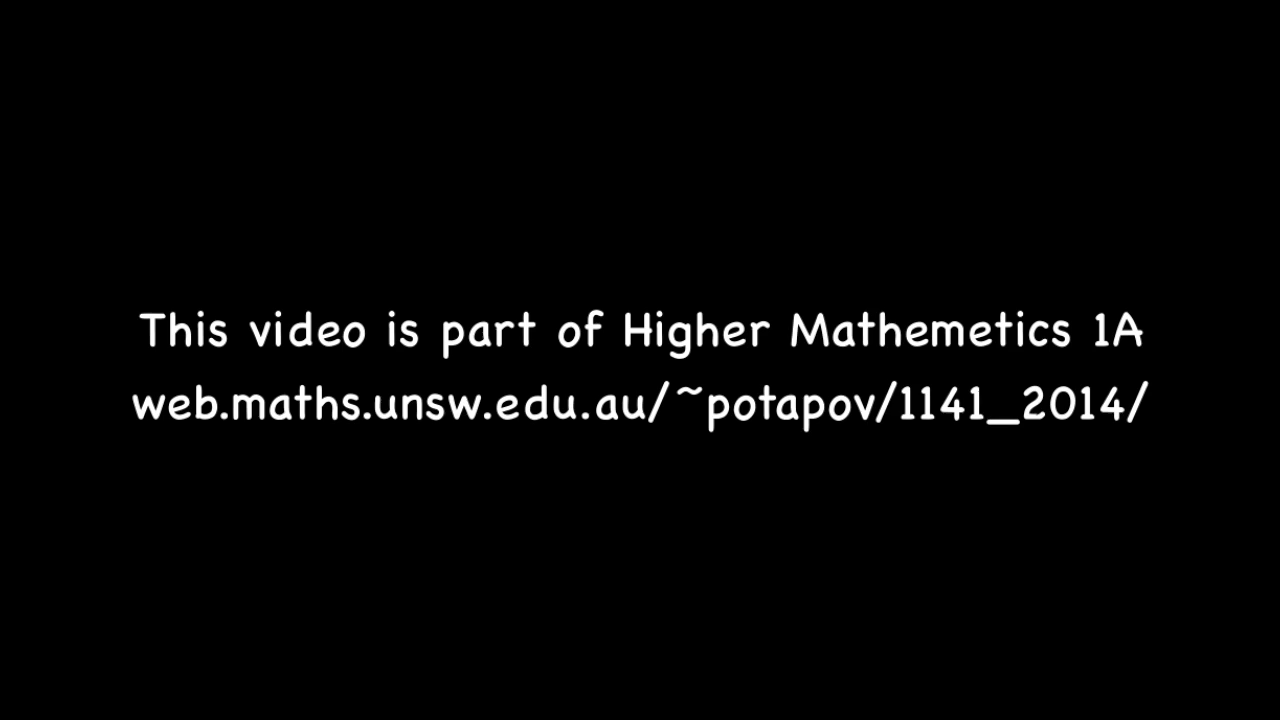 This video is part of Higher Mathemetics 1A
web.maths.unsw.edu.au/~potapov/1141_2014/